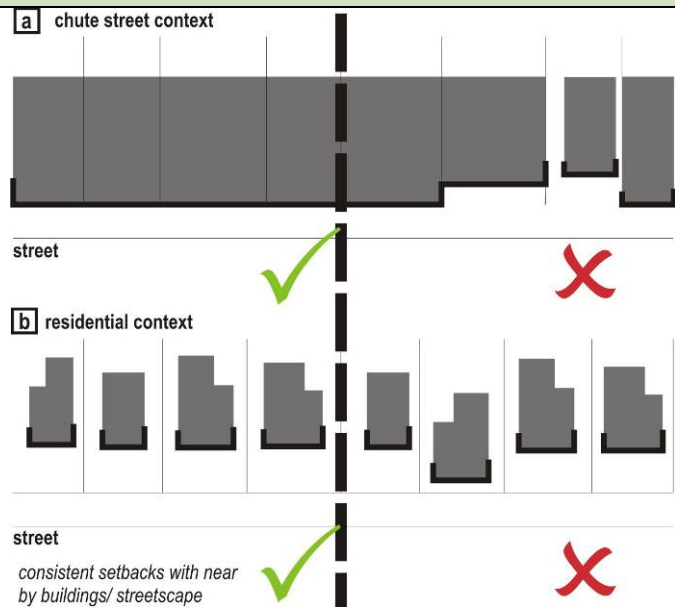 a chute street context
street
b residential context
street
consistent setbacks with near
by buildings/ streetscape